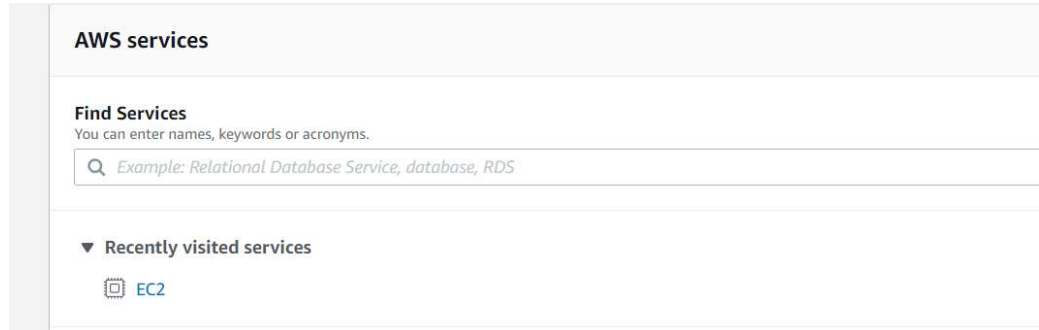 AWS services
Find Services
You can enter names, keywords or acronyms.
Example: Relational Database Service, database, RDS
Recently visited services
EC2